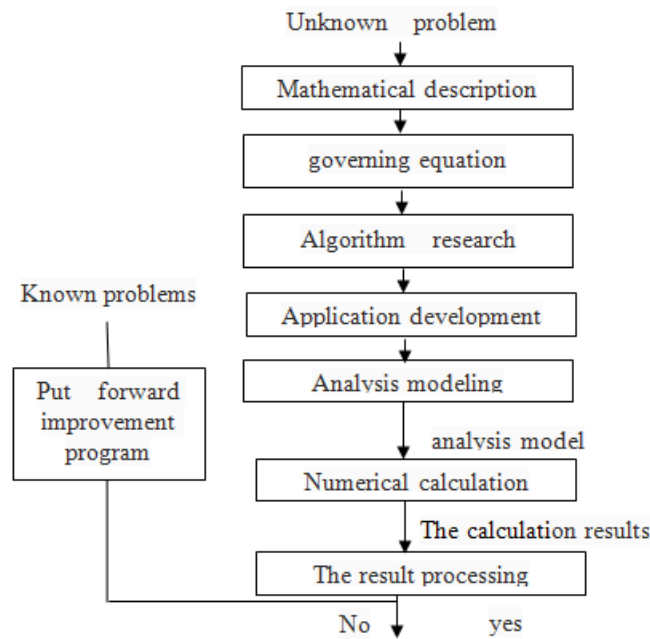 Unknown problem
Mathematical description
governing equation
Algorithm research
Known problems
Application development
Put forward
improvement
program
Analysis modeling
analysis model
Numerical calculation
The calculation results
The result processing
No yes